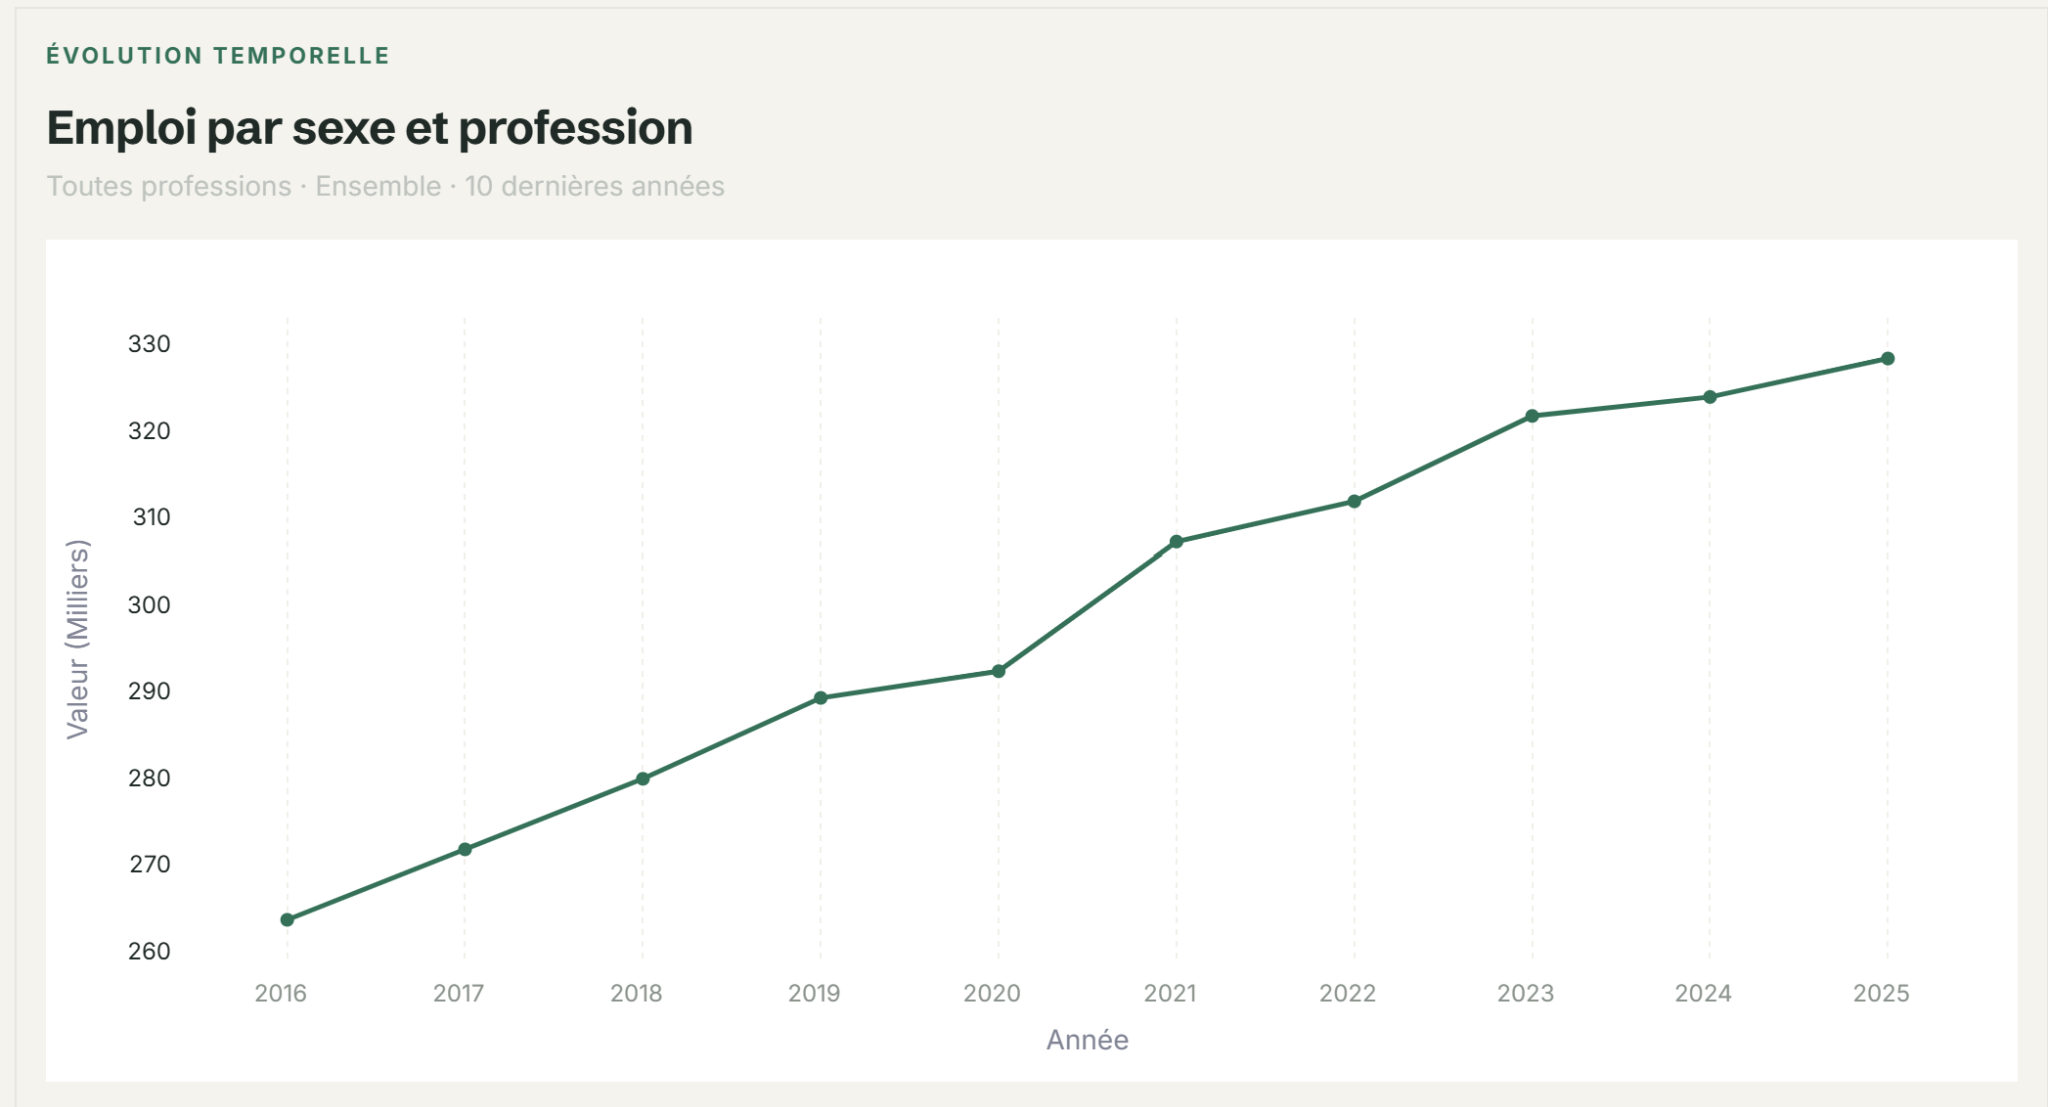 ÉVOLUTION TEMPORELLE
Emploi par sexe et profession
Toutes professions · Ensemble · 10 dernières années
330
320
310
300
290
280
270
260
Valeur (Milliers)
2016 2017 2018 2019 2020 2021 2022 2023 2024 2025
Année